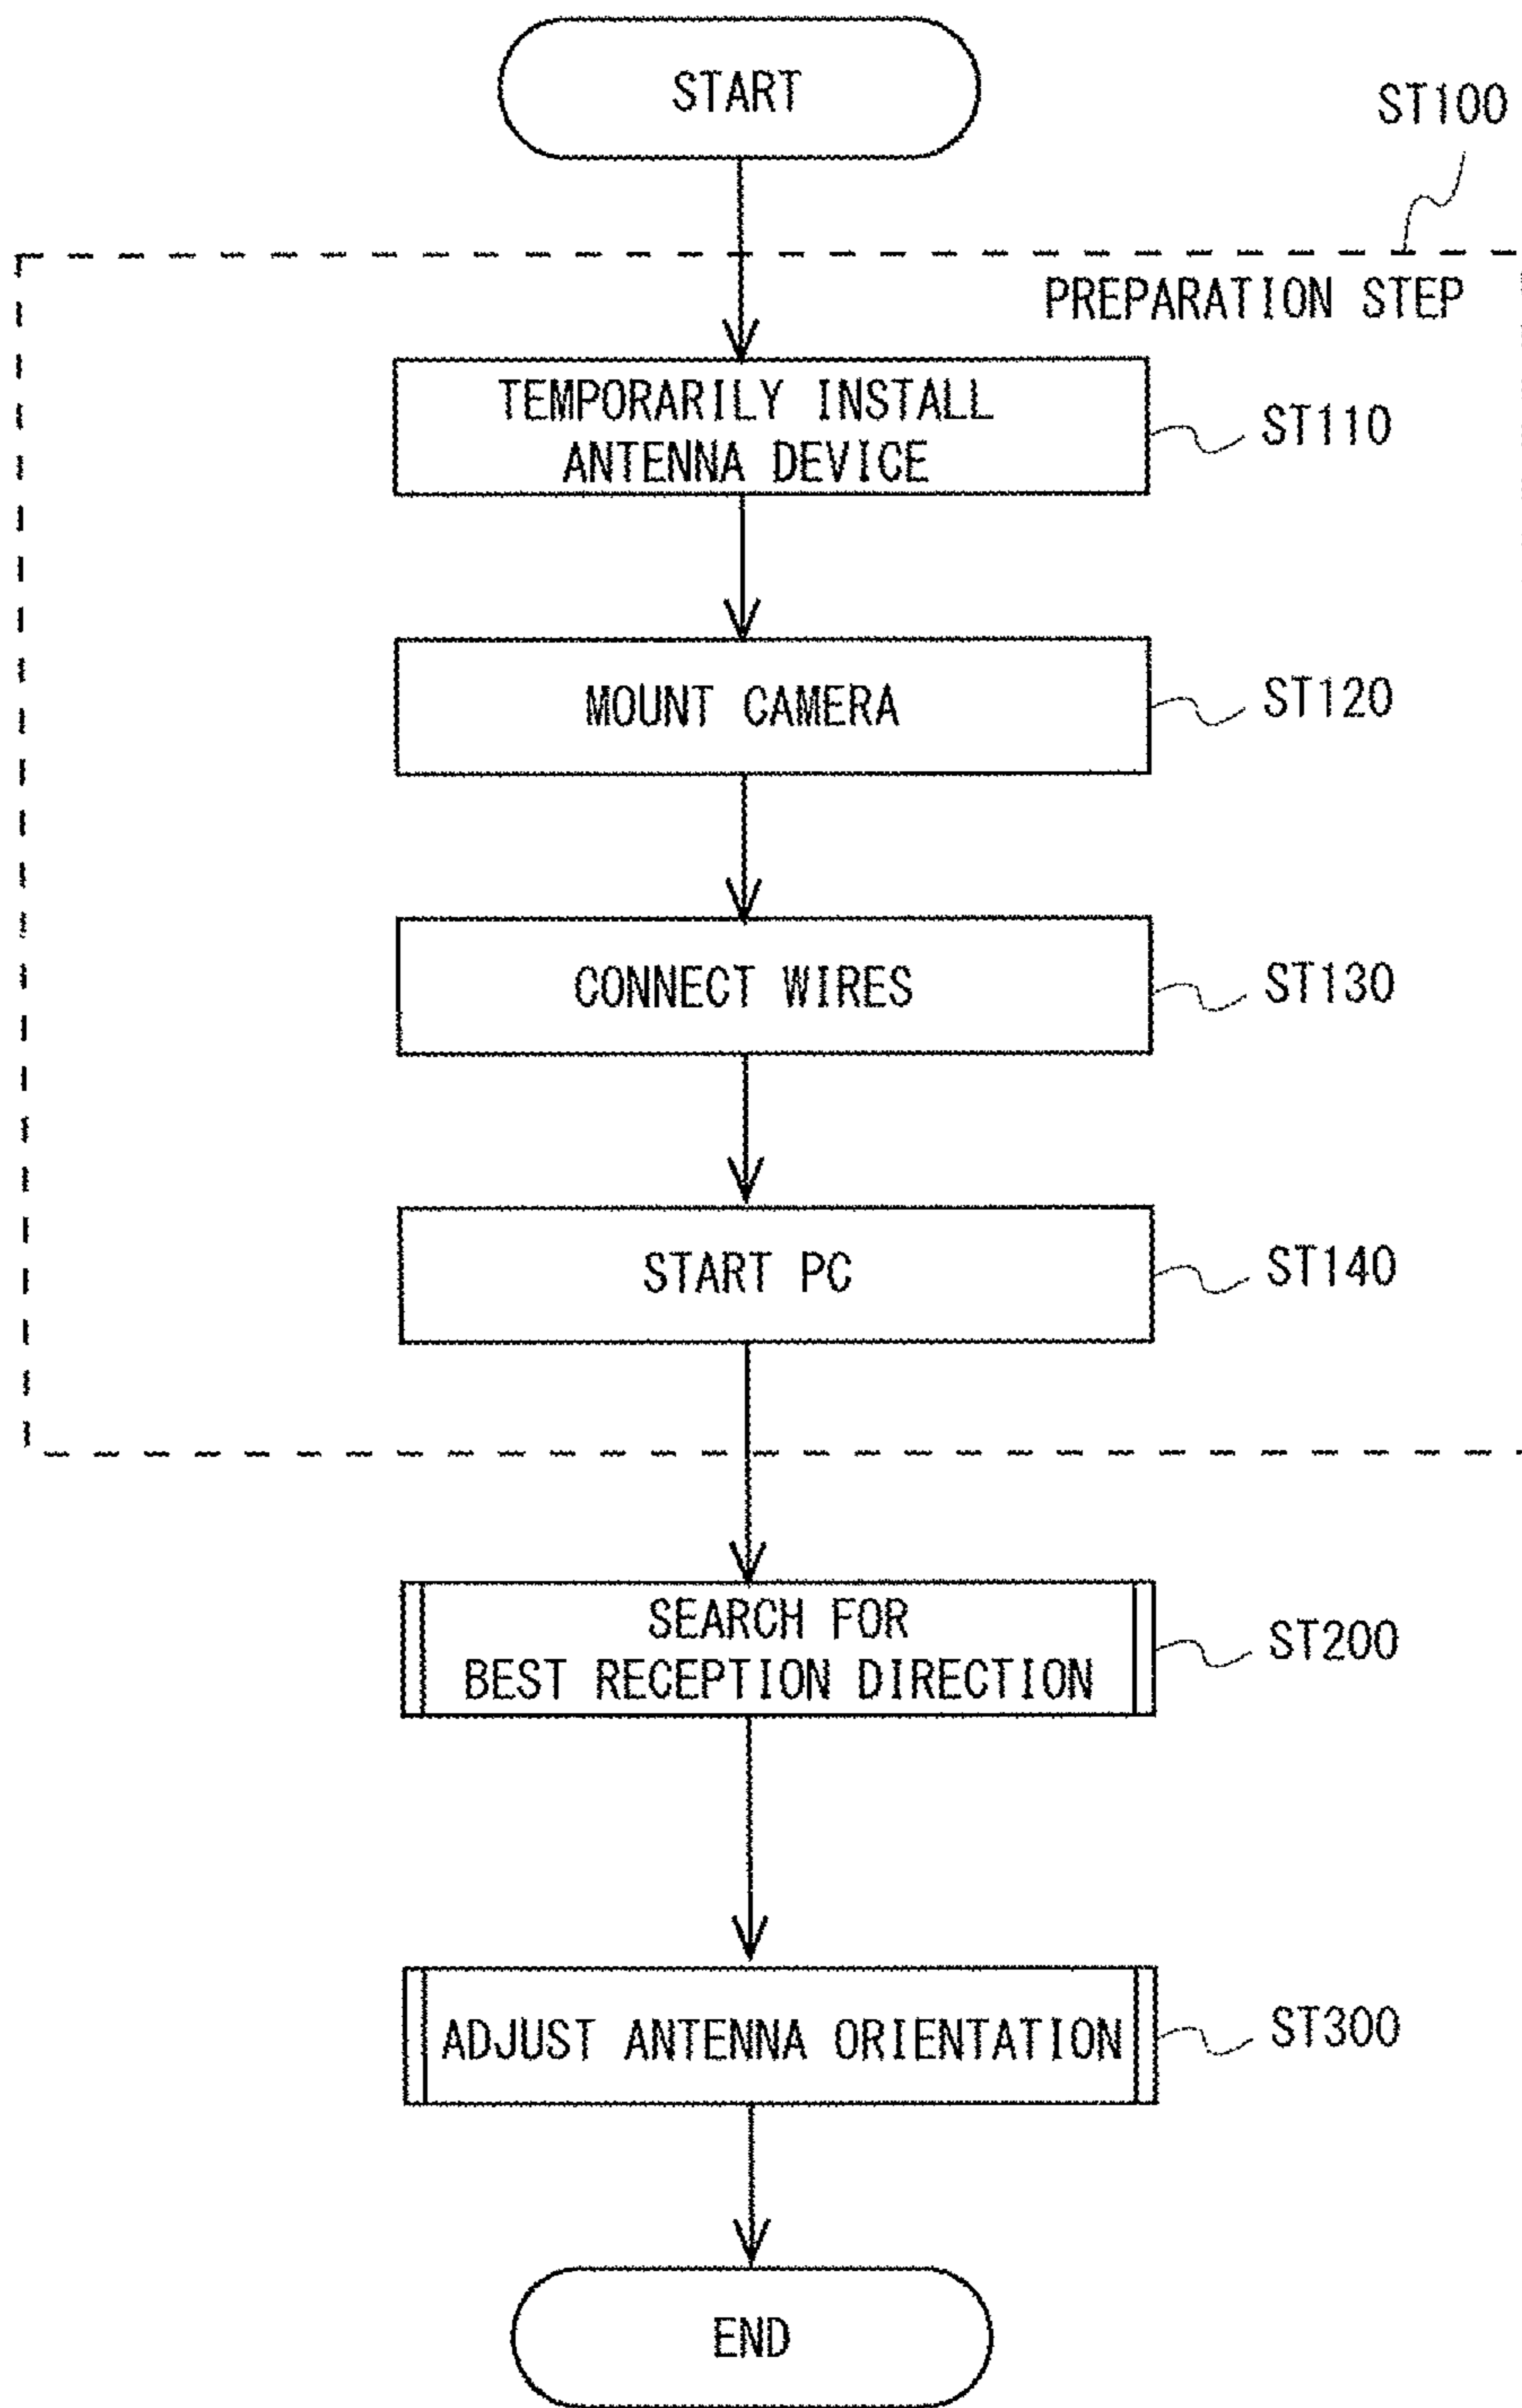 START
ST100
PREPARATION STEP
TEMPORARILY INSTALL
ANTENNA DEVICE
ST110
MOUNT CAMERA
ST120
CONNECT WIRES
ST130
START PC
ST140
SEARCH FOR
BEST RECEPTION DIRECTION
ST200
ADJUST ANTENNA ORIENTATION
ST300
END